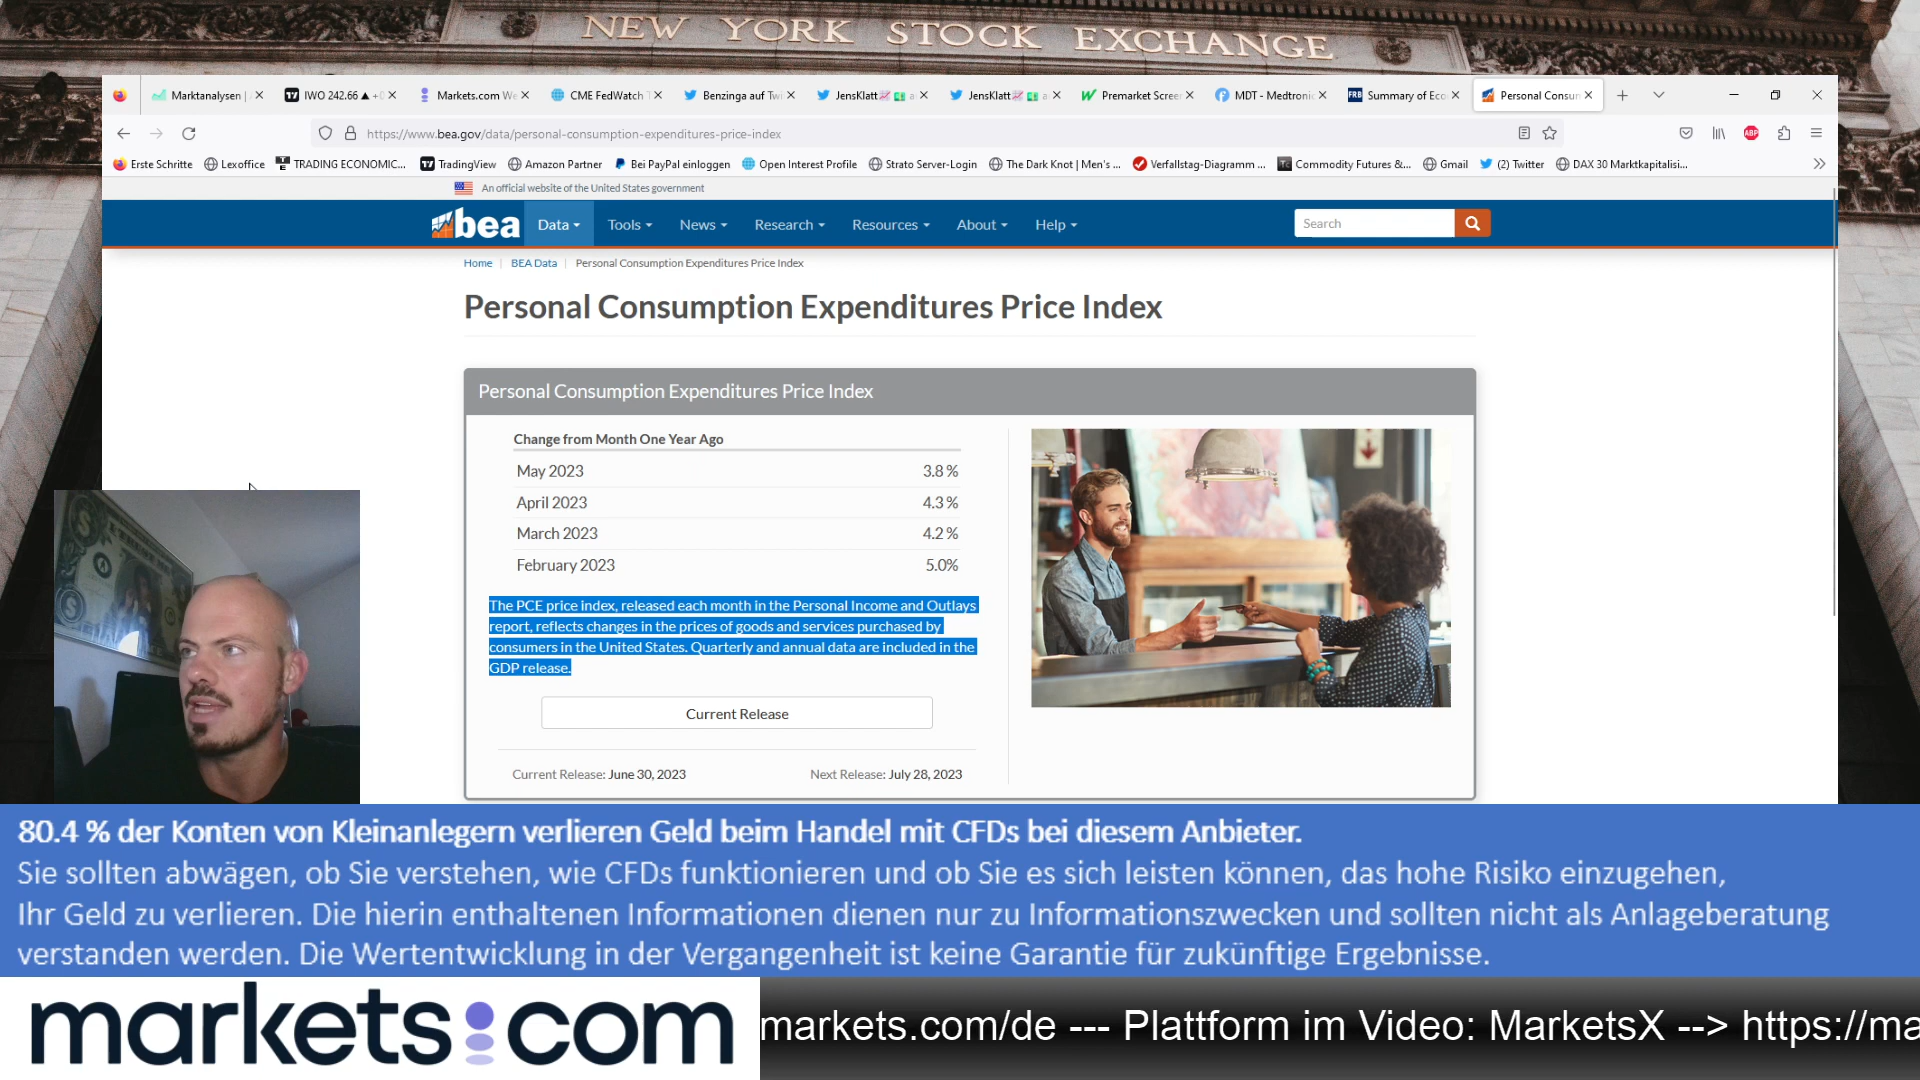 NEW YORK STOCK EXCHANGE
Marktanalysen |
IWO 242.66 ▲ +
Markets.com We
CME FedWatch
Benzinga auf Twi
JensKlatt
JensKlatt
Premarket Screen
MDT - Medtronic
FRB Summary of Eco
Personal Consum
https://www.bea.gov/data/personal-consumption-expenditures-price-index
ABP
Erste Schritte Lexoffice TRADING ECONOMIC... TradingView Amazon Partner Bei PayPal einloggen Open Interest Profile Strato Server-Login The Dark Knot | Men's ... Verfallstag-Diagramm ... Commodity Futures &... Gmail (2) Twitter DAX 30 Marktkapitalisi...
An official website of the United States government
bea Data Tools News Research Resources About Help Search
Home | BEA Data | Personal Consumption Expenditures Price Index
Personal Consumption Expenditures Price Index
Personal Consumption Expenditures Price Index
Change from Month One Year Ago
May 2023 3.8 %
April 2023 4.3 %
March 2023 4.2 %
February 2023 5.0%
The PCE price index, released each month in the Personal Income and Outlays
report, reflects changes in the prices of goods and services purchased by
consumers in the United States. Quarterly and annual data are included in the
GDP release.
Current Release
Current Release: June 30, 2023 Next Release: July 28, 2023
80.4 % der Konten von Kleinanlegern verlieren Geld beim Handel mit CFDs bei diesem Anbieter.
Sie sollten abwägen, ob Sie verstehen, wie CFDs funktionieren und ob Sie es sich leisten können, das hohe Risiko einzugehen,
Ihr Geld zu verlieren. Die hierin enthaltenen Informationen dienen nur zu Informationszwecken und sollten nicht als Anlageberatung
verstanden werden. Die Wertentwicklung in der Vergangenheit ist keine Garantie für zukünftige Ergebnisse.
markets.com
markets.com/de --- Plattform im Video: MarketsX --> https://ma